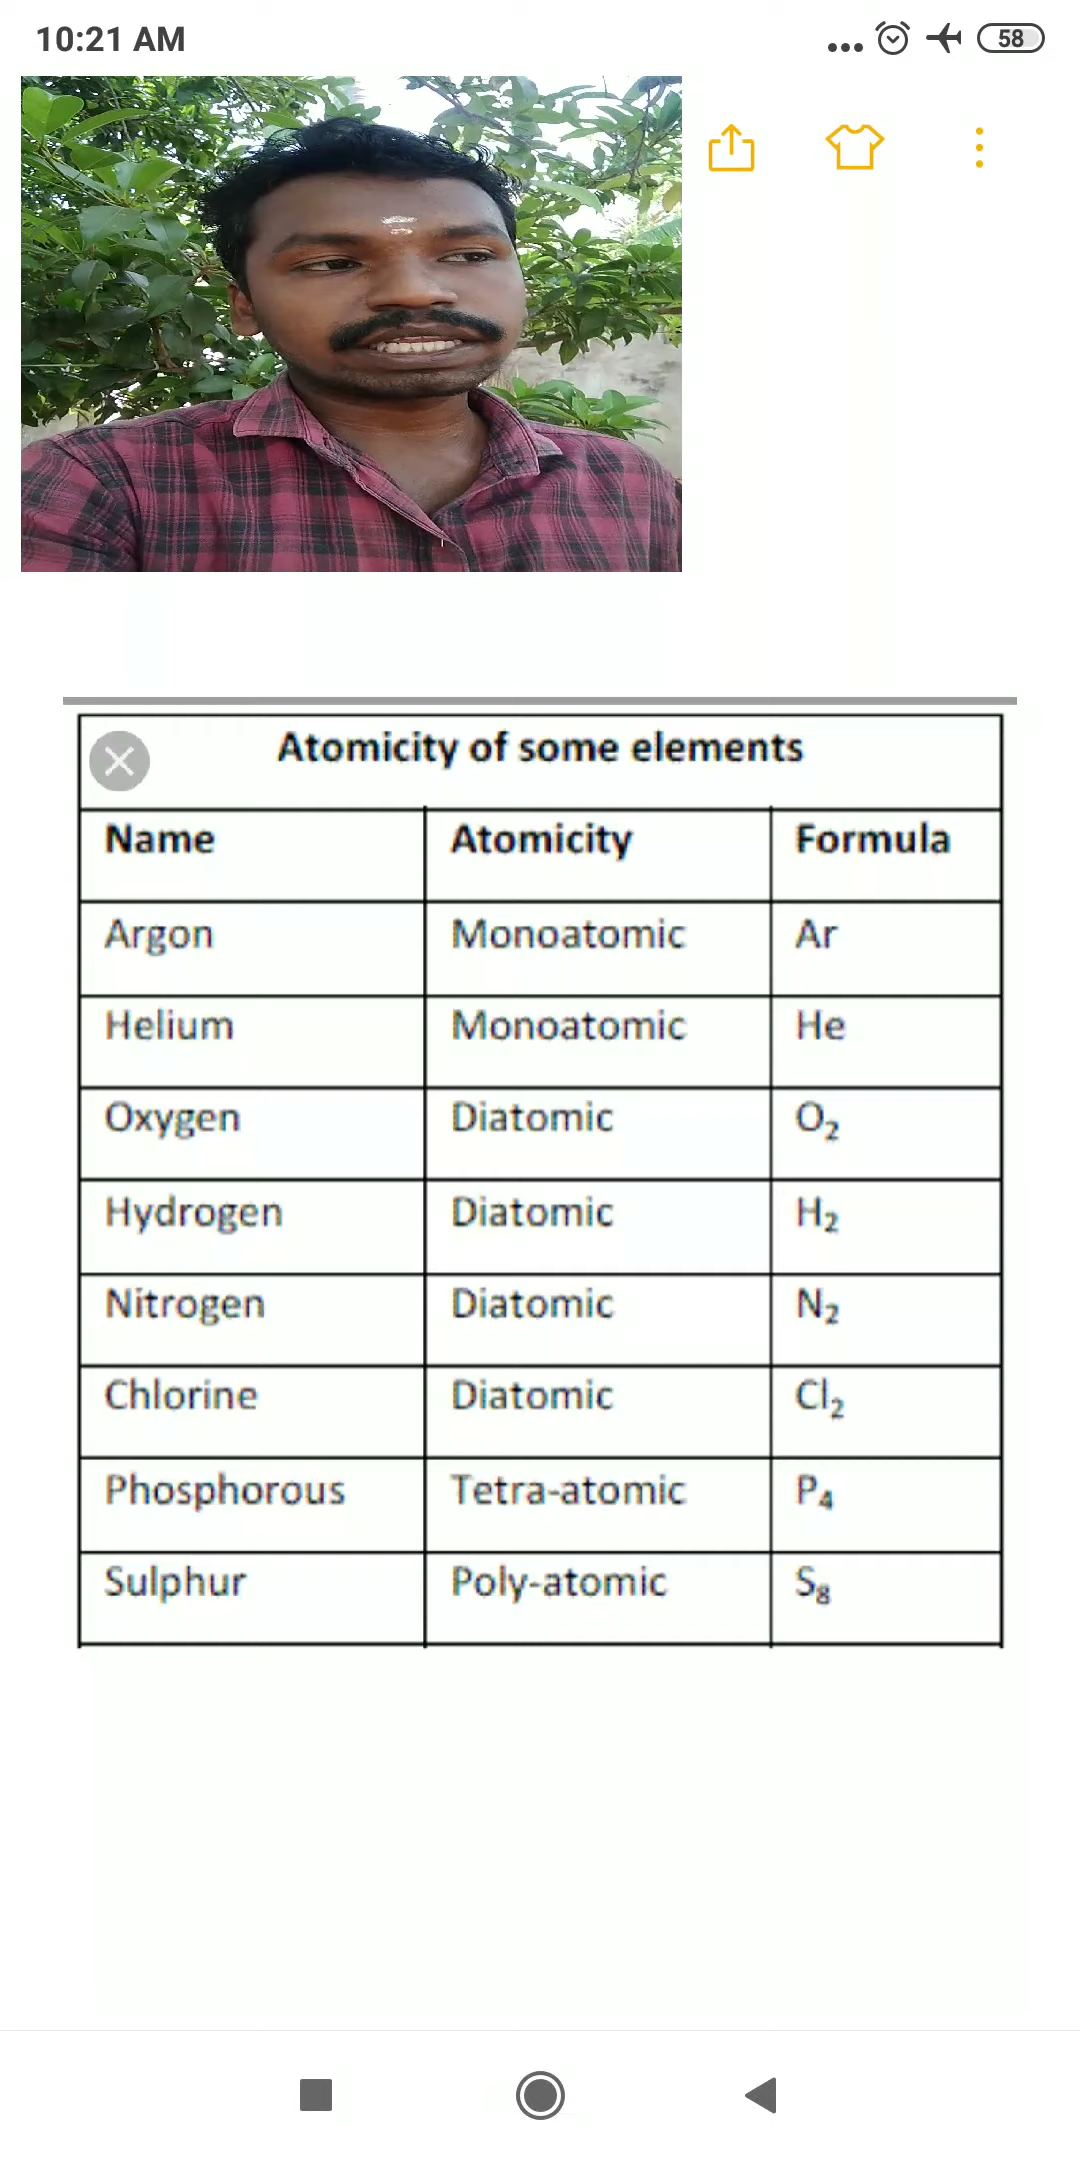 10:21 AM
58
Atomicity of some elements
Name Atomicity Formula
Argon Monoatomic Ar
Helium Monoatomic He
Oxygen Diatomic O₂
Hydrogen Diatomic H₂
Nitrogen Diatomic N₂
Chlorine Diatomic Cl₂
Phosphorous Tetra-atomic P₄
Sulphur Poly-atomic S₈